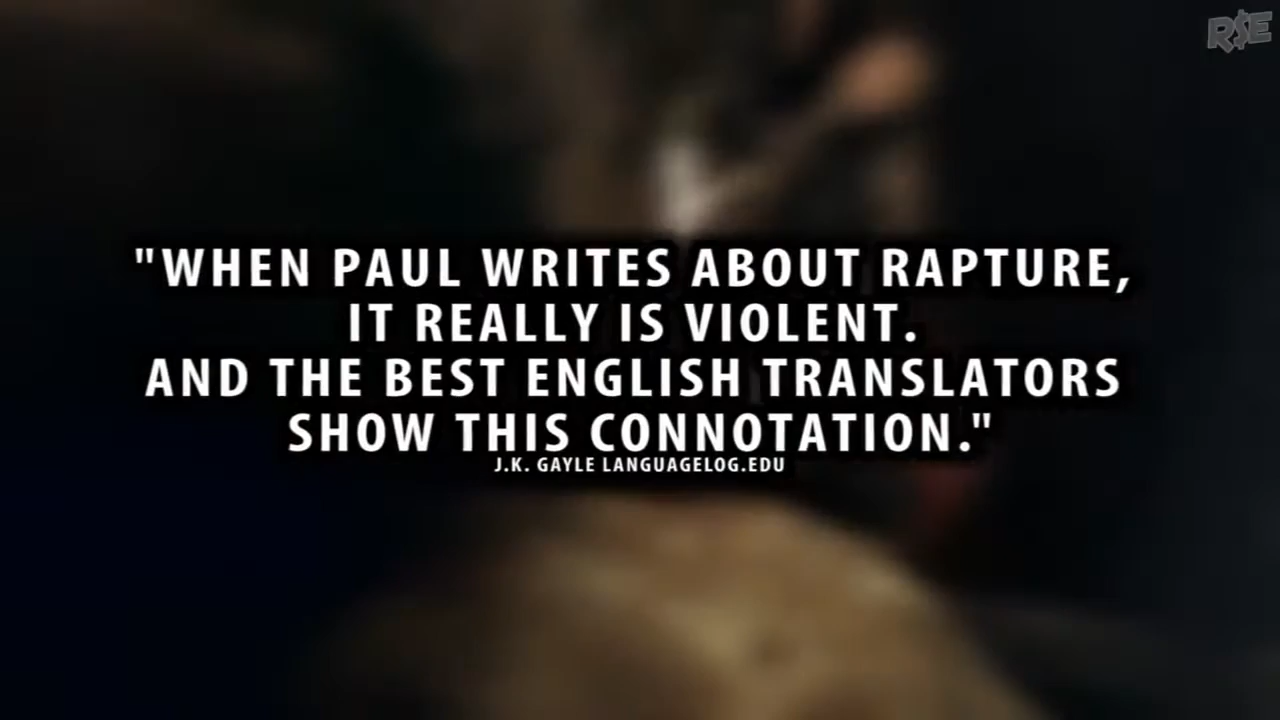 R$E
"WHEN PAUL WRITES ABOUT RAPTURE,
IT REALLY IS VIOLENT.
AND THE BEST ENGLISH TRANSLATORS
SHOW THIS CONNOTATION."
J.K. GAYLE LANGUAGELOG.EDU